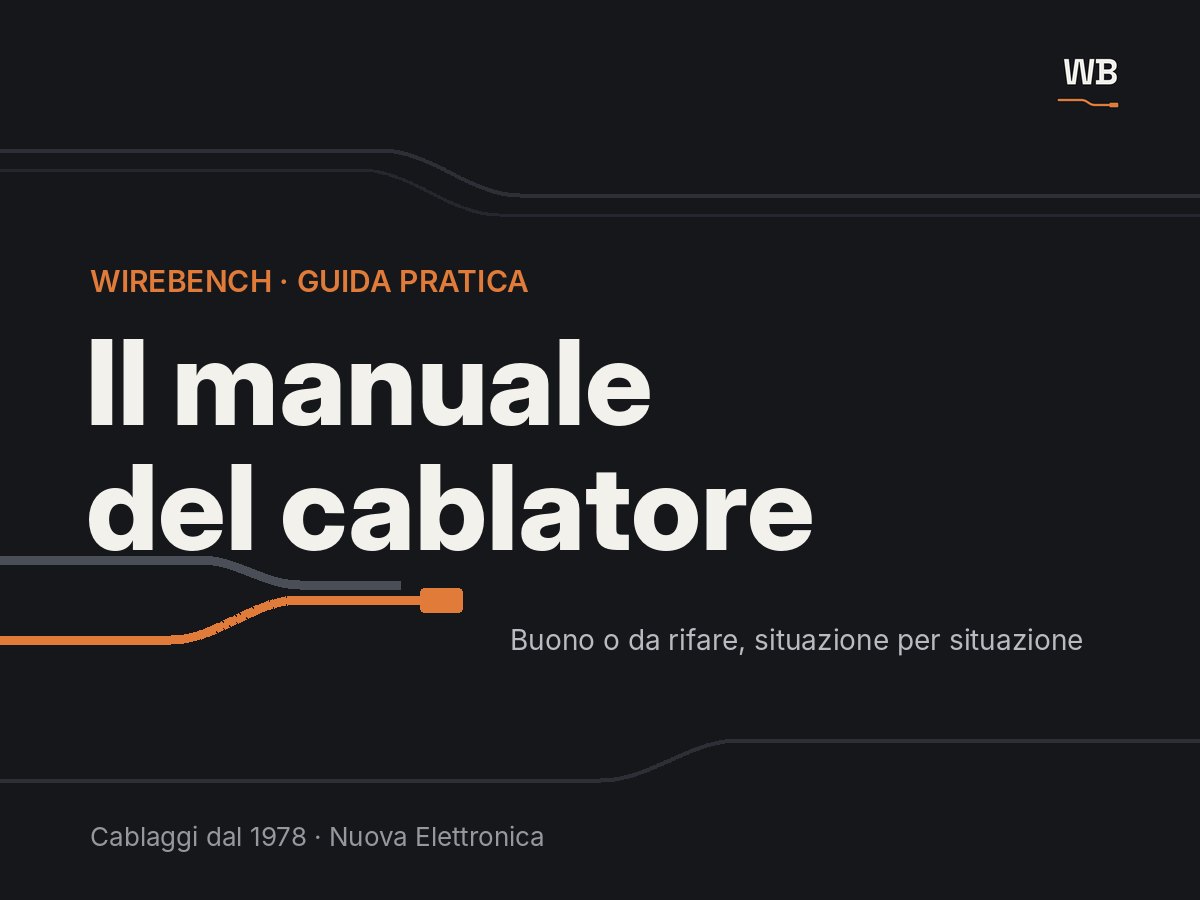 WB
WIREBENCH · GUIDA PRATICA
Il manuale
del cablatore
Buono o da rifare, situazione per situazione
Cablaggi dal 1978 · Nuova Elettronica